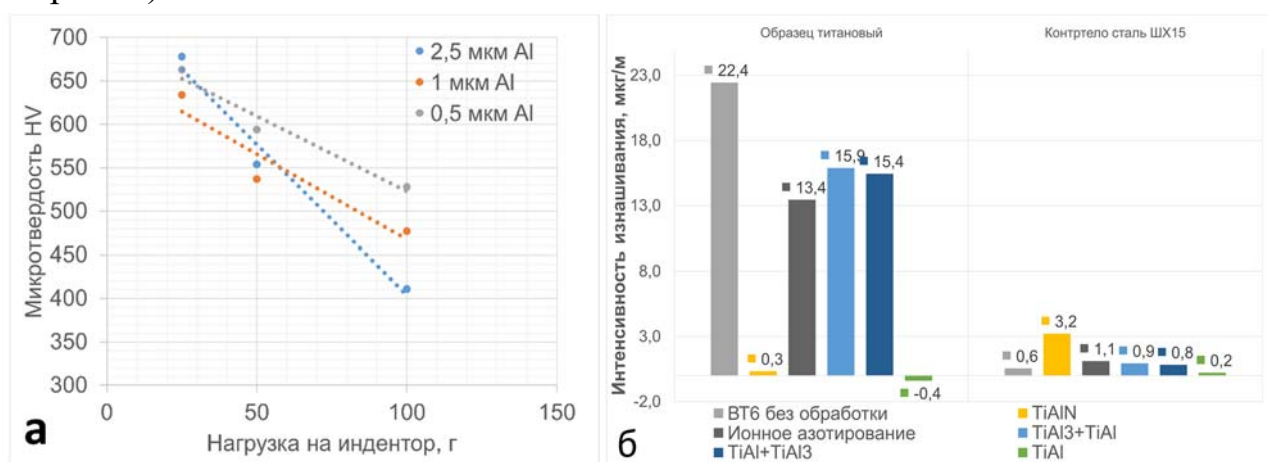 700
650
600
550
500
450
400
350
300
Микротвердость HV
2,5 мкм Al
1 мкм Al
0,5 мкм Al
0
50
100
150
Нагрузка на индентор, г
а
Образец титановый
Контртело сталь ШХ15
Интенсивность изнашивания, мкг/м
23,0
18,0
13,0
8,0
3,0
-2,0
22,4
0,3
13,4
15,9
15,4
-0,4
0,6
3,2
1,1
0,9
0,8
0,2
ВТ6 без обработки
TiAlN
Ионное азотирование
TiAl3+TiAl
TiAl+TiAl3
TiAl
б